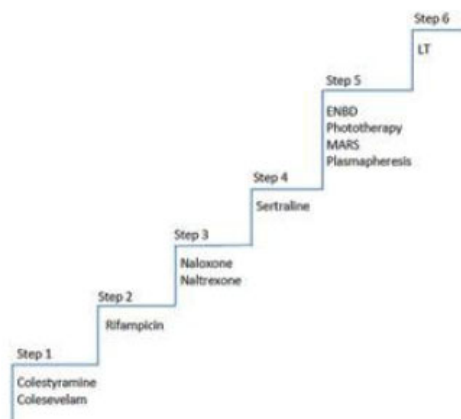 Step 6
LT
Step 5
ENBD
Phototherapy
MARS
Plasmapheresis
Step 4
Sertraline
Step 3
Naloxone
Naltrexone
Step 2
Rifampicin
Step 1
Colestyramine
Colesevelam